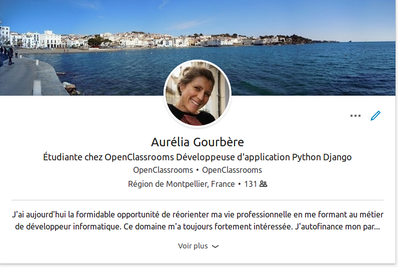 Aurélia Gourbère
Étudiante chez OpenClassrooms Développeuse d'application Python Django
OpenClassrooms • OpenClassrooms
Région de Montpellier, France • 131
J'ai aujourd'hui la formidable opportunité de réorienter ma vie professionnelle en me formant au métier
de développeur informatique. Ce domaine m'a toujours fortement intéressée. J'autofinance mon par...
Voir plus